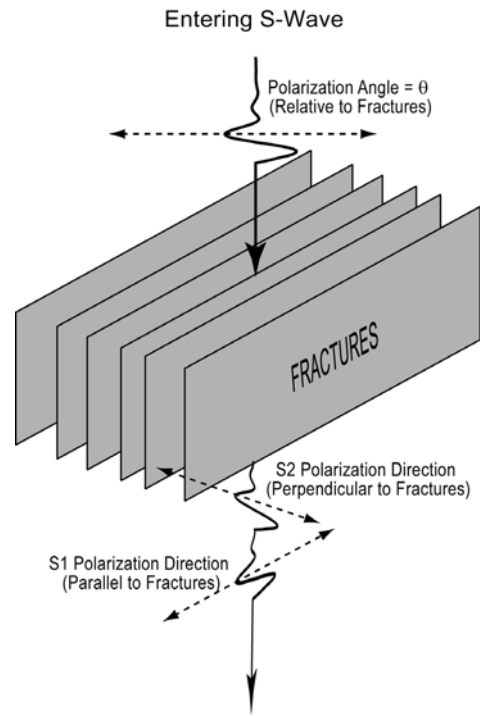 Entering S-Wave
Polarization Angle = θ
(Relative to Fractures)
FRACTURES
S2 Polarization Direction
(Perpendicular to Fractures)
S1 Polarization Direction
(Parallel to Fractures)